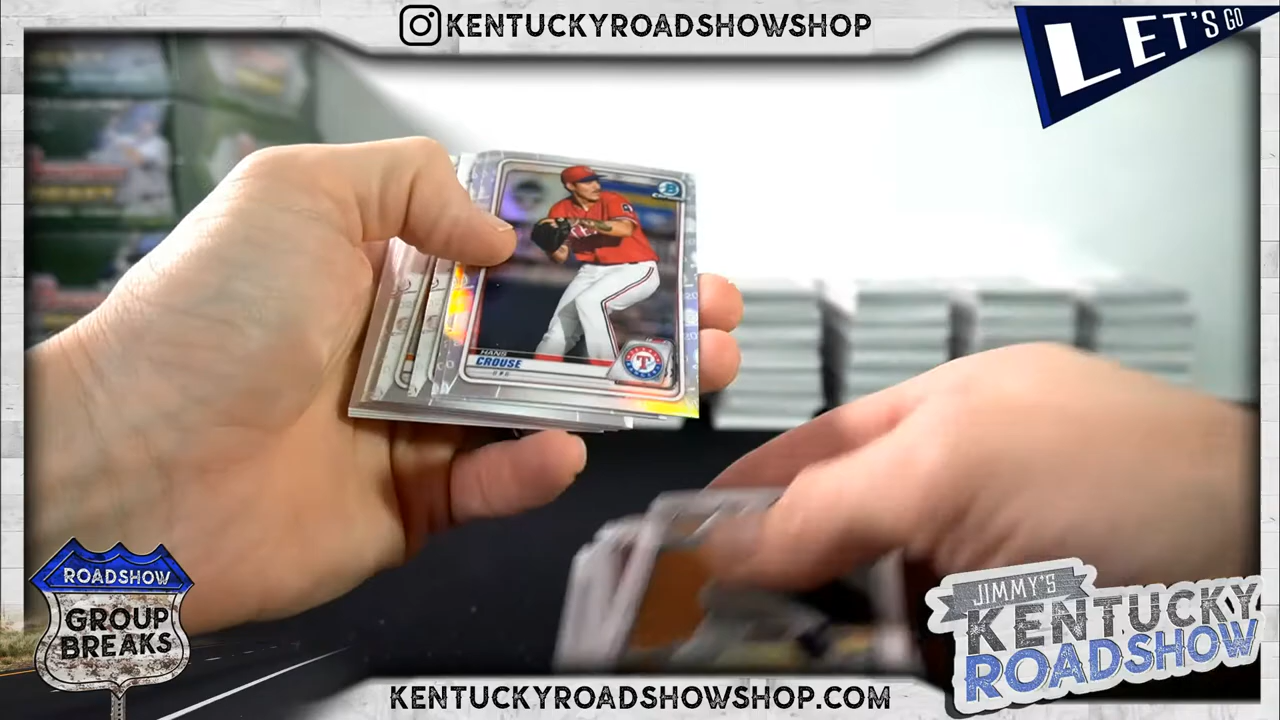 KENTUCKYROADSHOWSHOP
LET'S GO
HANS
CROUSE
T
ROADSHOW
GROUP
BREAKS
JIMMY'S
KENTUCKY
ROADSHOW
KENTUCKYROADSHOWSHOP.COM